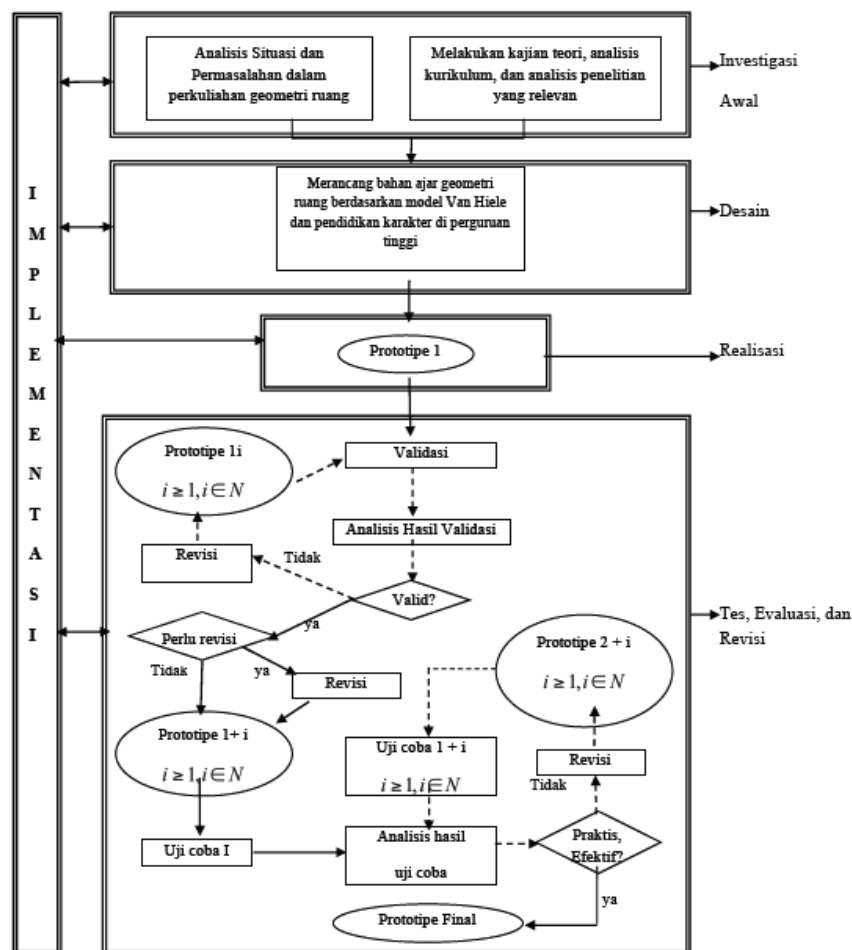 Analisis Situasi dan
Permasalahan dalam
perkuliahan geometri ruang
Melakukan kajian teori, analisis
kurikulum, dan analisis penelitian
yang relevan
Investigasi
Awal
I
M
P
L
E
M
E
N
T
A
S
I
Merancang bahan ajar geometri
ruang berdasarkan model Van Hiele
dan pendidikan karakter di perguruan
tinggi
Desain
Prototipe 1
Realisasi
Prototipe 1i
i ≥ 1, i ∈ N
Validasi
Analisis Hasil Validasi
Revisi
Tidak
Valid?
ya
Perlu revisi
Tidak
ya
Revisi
Prototipe 1+ i
i ≥ 1, i ∈ N
Uji coba I
Tes, Evaluasi, dan
Revisi
Prototipe 2 + i
i ≥ 1, i ∈ N
Uji coba 1 + i
i ≥ 1, i ∈ N
Revisi
Tidak
Analisis hasil
uji coba
Praktis,
Efektif?
ya
Prototipe Final